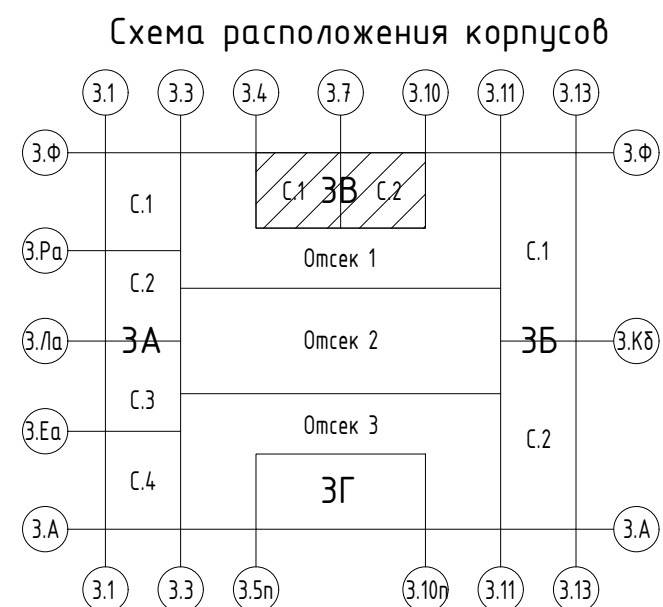 Схема расположения корпусов
3.1 3.3 3.4 3.7 3.10 3.11 3.13
3.Ф 3.Ф
С.1 3В С.2
С.1
3.Ра Отсек 1 С.1
С.2
3.Ла 3А Отсек 2 3Б 3.Кб
С.3
3.Еа Отсек 3 С.2
С.4 3Г
3.А 3.А
3.1 3.3 3.5п 3.10п 3.11 3.13